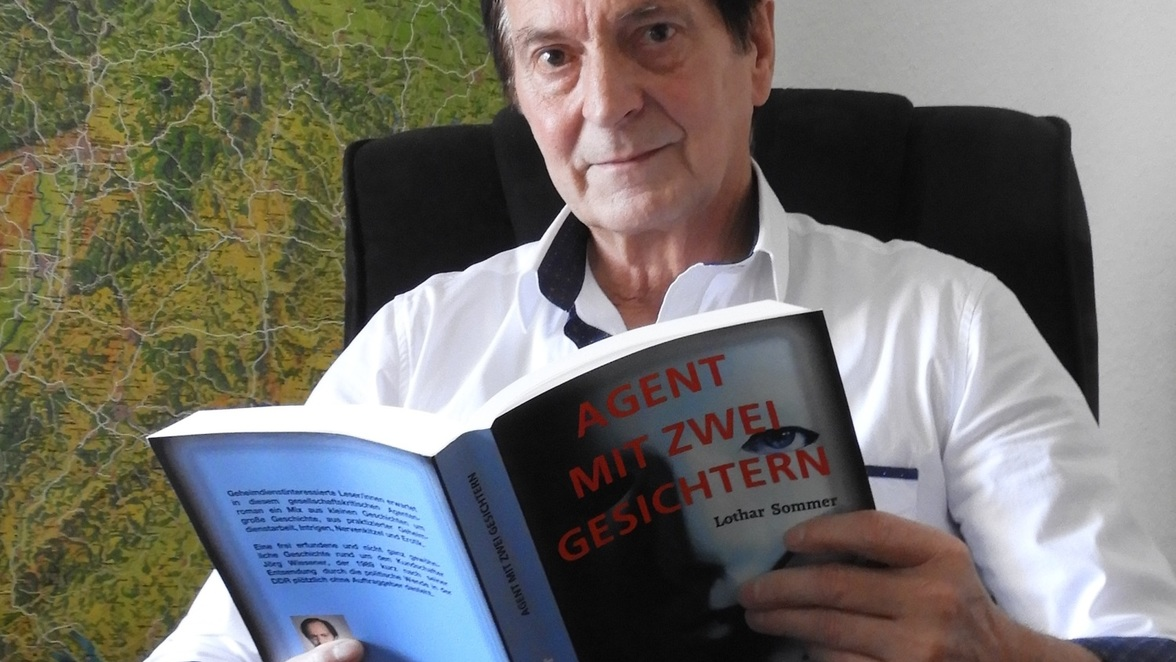 Geheimdienstinteressierte Leser/innen erwartet
in diesem gesellschaftskritischen Agenten-
roman ein Mix aus kleinen Geschichten um
große Geschichte, aus praktizierter Geheim-
dienstarbeit, Intrigen, Nervenkitzel und Erotik.
Eine frei erfundene und nicht ganz gewöhn-
liche Geschichte rund um den Kundschafter
Jörg Wiesener, der 1989 kurz nach seiner
Entsendung durch die politische Wende in der
DDR plötzlich ohne Auftraggeber dasteht.
AGENT MIT ZWEI GESICHTERN
AGENT
MIT ZWEI
GESICHTERN
Lothar Sommer